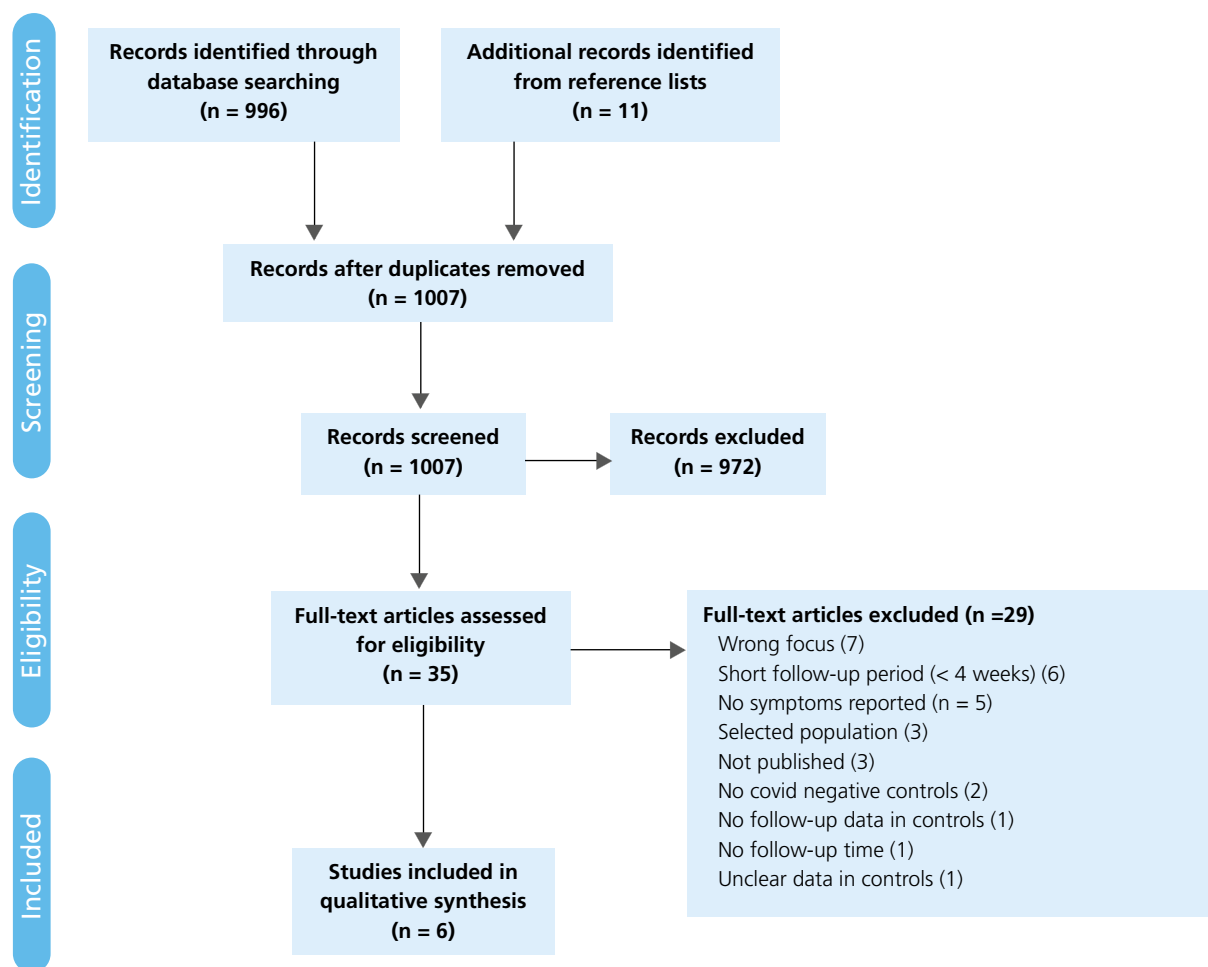 Identification
Records identified through
database searching
(n = 996)
Additional records identified
from reference lists
(n = 11)
Screening
Records after duplicates removed
(n = 1007)
Records screened
(n = 1007)
Records excluded
(n = 972)
Eligibility
Full-text articles assessed
for eligibility
(n = 35)
Full-text articles excluded (n =29)
Wrong focus (7)
Short follow-up period (< 4 weeks) (6)
No symptoms reported (n = 5)
Selected population (3)
Not published (3)
No covid negative controls (2)
No follow-up data in controls (1)
No follow-up time (1)
Unclear data in controls (1)
Included
Studies included in
qualitative synthesis
(n = 6)